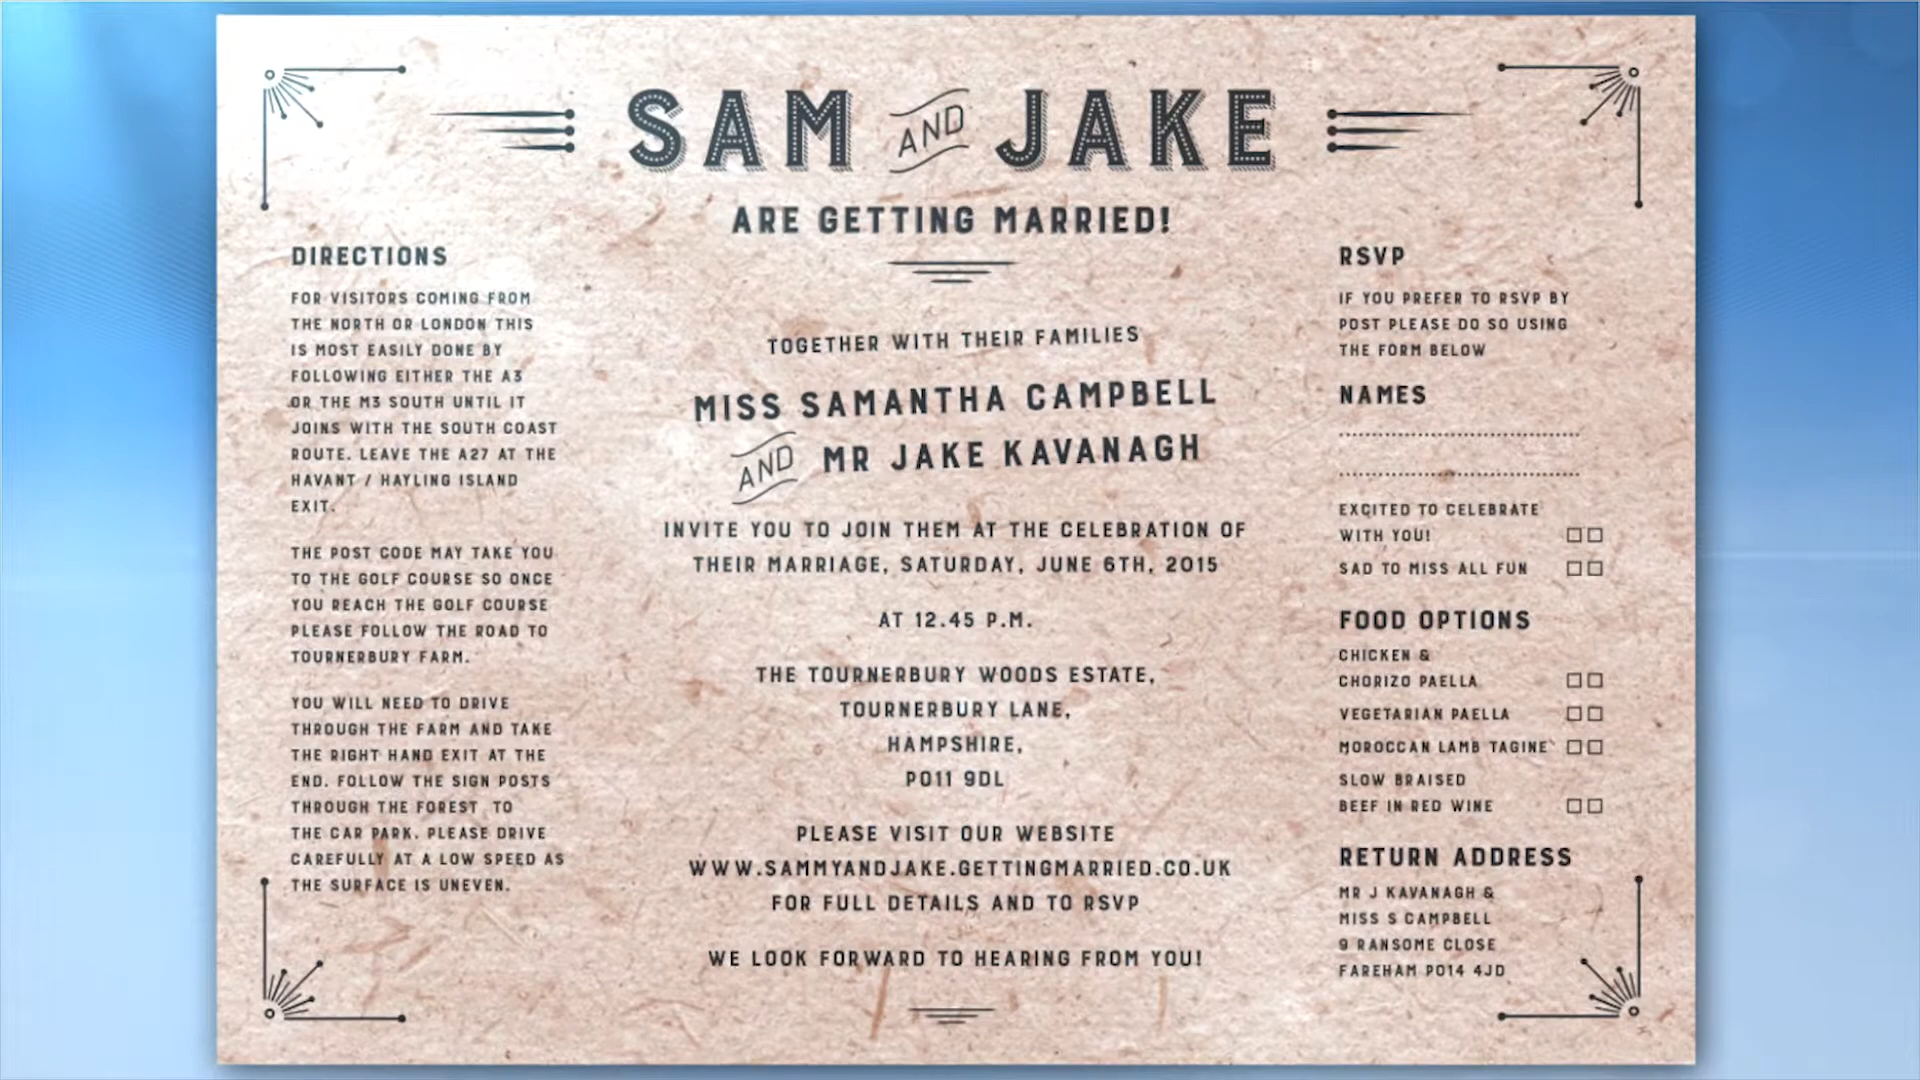 SAM AND JAKE
ARE GETTING MARRIED!
DIRECTIONS
FOR VISITORS COMING FROM
THE NORTH OR LONDON THIS
IS MOST EASILY DONE BY
FOLLOWING EITHER THE A3
OR THE M3 SOUTH UNTIL IT
JOINS WITH THE SOUTH COAST
ROUTE. LEAVE THE A27 AT THE
HAVANT / HAYLING ISLAND
EXIT.
THE POST CODE MAY TAKE YOU
TO THE GOLF COURSE SO ONCE
YOU REACH THE GOLF COURSE
PLEASE FOLLOW THE ROAD TO
TOURNERBURY FARM.
YOU WILL NEED TO DRIVE
THROUGH THE FARM AND TAKE
THE RIGHT HAND EXIT AT THE
END. FOLLOW THE SIGN POSTS
THROUGH THE FOREST TO
THE CAR PARK. PLEASE DRIVE
CAREFULLY AT A LOW SPEED AS
THE SURFACE IS UNEVEN.
TOGETHER WITH THEIR FAMILIES
MISS SAMANTHA CAMPBELL
AND MR JAKE KAVANAGH
INVITE YOU TO JOIN THEM AT THE CELEBRATION OF
THEIR MARRIAGE, SATURDAY, JUNE 6TH, 2015
AT 12.45 P.M.
THE TOURNERBURY WOODS ESTATE,
TOURNERBURY LANE,
HAMPSHIRE,
PO11 9DL
PLEASE VISIT OUR WEBSITE
WWW.SAMMYANDJAKE.GETTINGMARRIED.CO.UK
FOR FULL DETAILS AND TO RSVP
WE LOOK FORWARD TO HEARING FROM YOU!
RSVP
IF YOU PREFER TO RSVP BY
POST PLEASE DO SO USING
THE FORM BELOW
NAMES
EXCITED TO CELEBRATE
WITH YOU!
SAD TO MISS ALL FUN
FOOD OPTIONS
CHICKEN &
CHORIZO PAELLA
VEGETARIAN PAELLA
MOROCCAN LAMB TAGINE
SLOW BRAISED
BEEF IN RED WINE
RETURN ADDRESS
MR J KAVANAGH &
MISS S CAMPBELL
9 RANSOME CLOSE
FAREHAM PO14 4JD